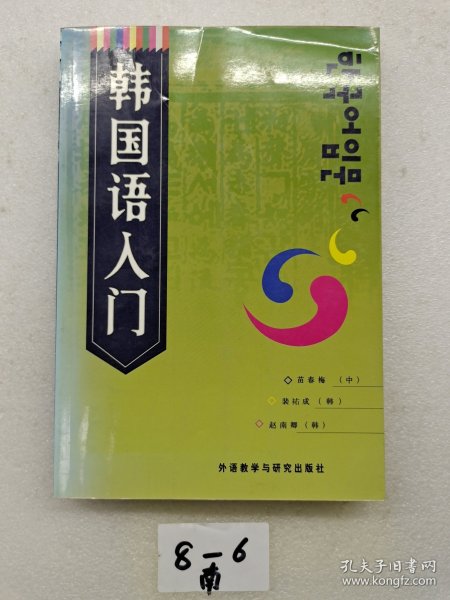 韩国语入门
한국어입문
苗春梅 (中)
裴祐成 (韩)
赵南卿 (韩)
外语教学与研究出版社
8-6
南
孔夫子旧书网
www.kongfz.com